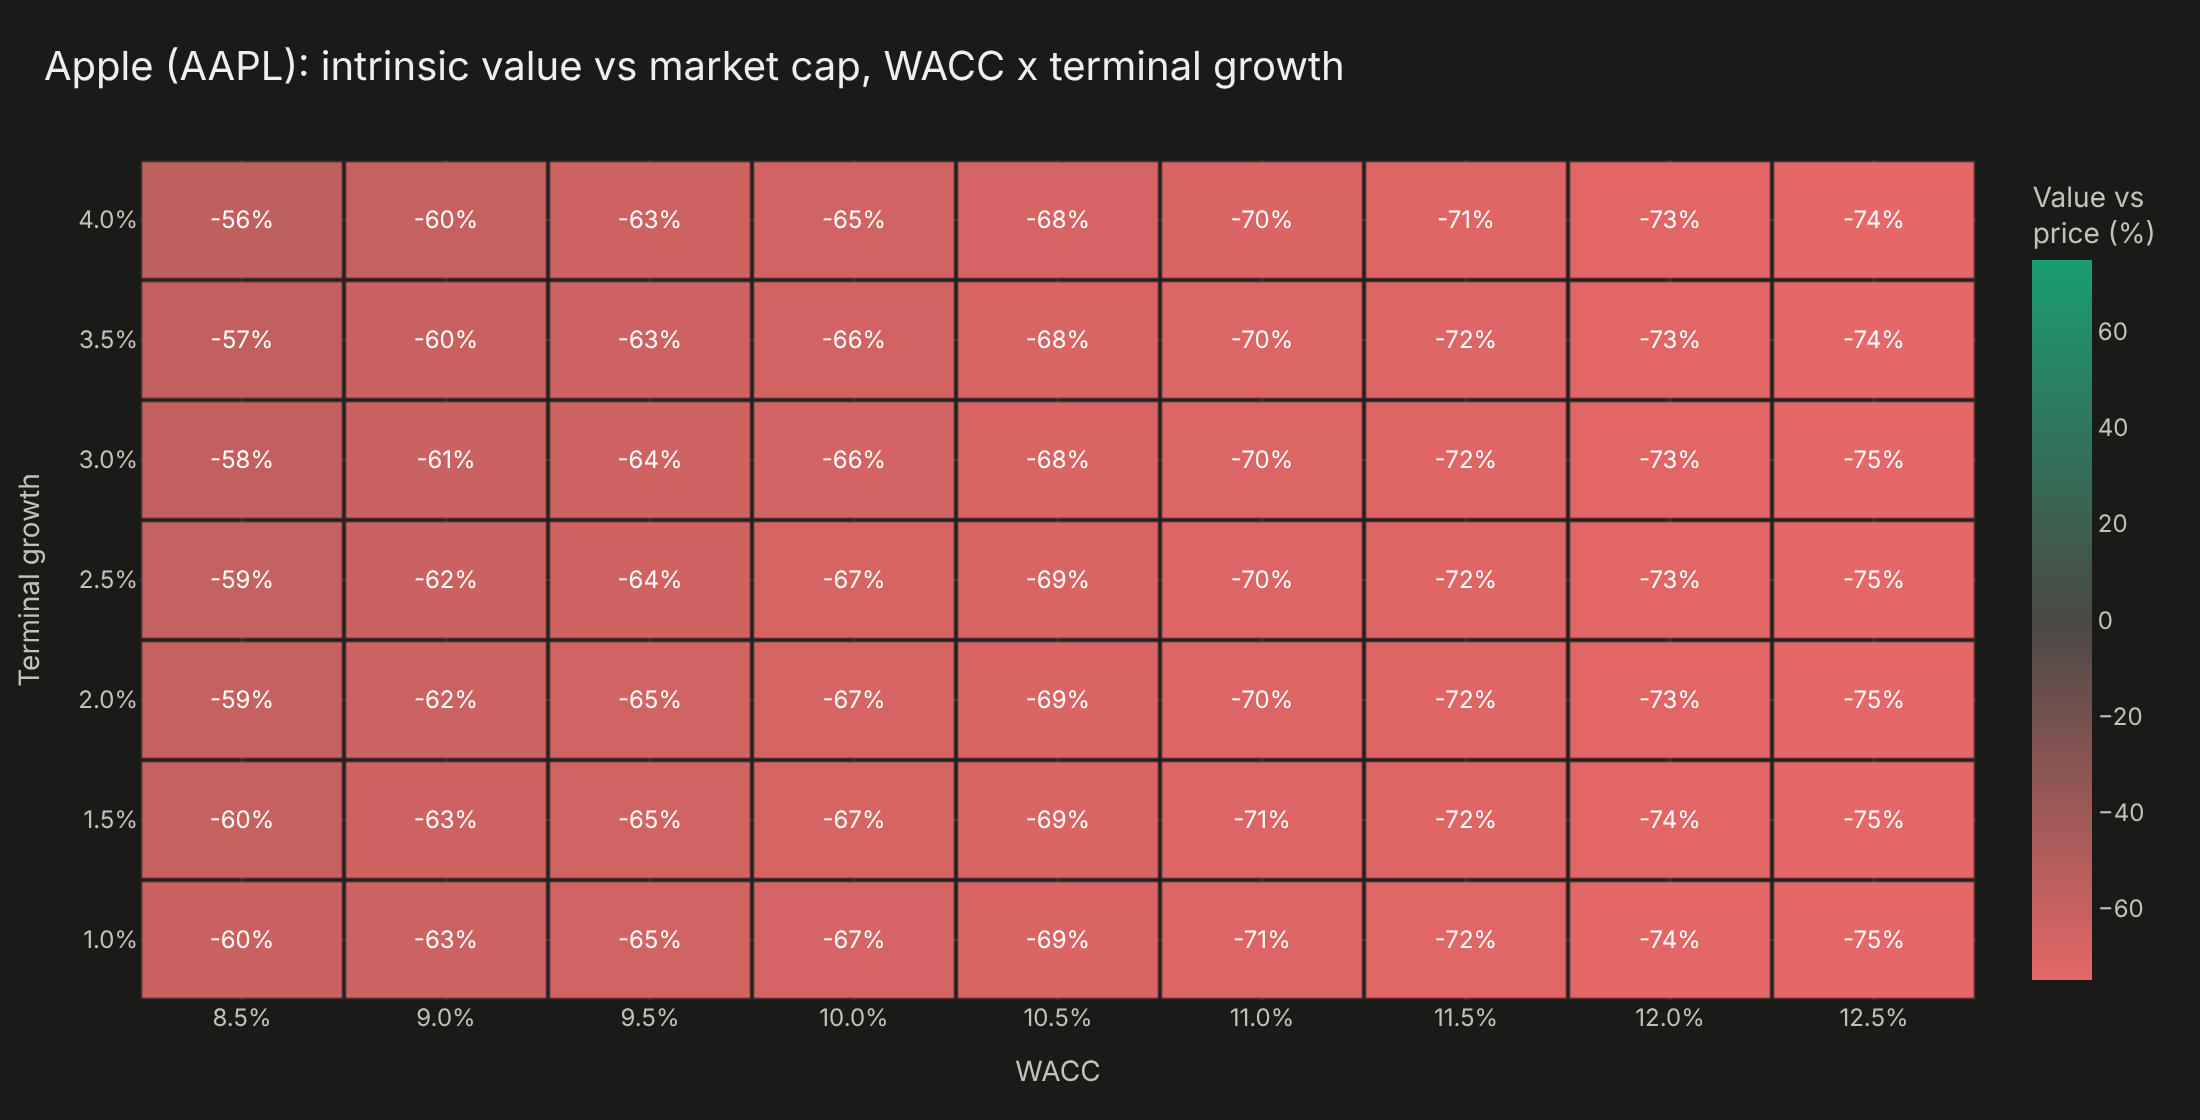 Apple (AAPL): intrinsic value vs market cap, WACC x terminal growth
Value vs
price (%)
60
40
20
0
−20
−40
−60
Terminal growth
4.0% -56% -60% -63% -65% -68% -70% -71% -73% -74%
3.5% -57% -60% -63% -66% -68% -70% -72% -73% -74%
3.0% -58% -61% -64% -66% -68% -70% -72% -73% -75%
2.5% -59% -62% -64% -67% -69% -70% -72% -73% -75%
2.0% -59% -62% -65% -67% -69% -70% -72% -73% -75%
1.5% -60% -63% -65% -67% -69% -71% -72% -74% -75%
1.0% -60% -63% -65% -67% -69% -71% -72% -74% -75%
8.5% 9.0% 9.5% 10.0% 10.5% 11.0% 11.5% 12.0% 12.5%
WACC